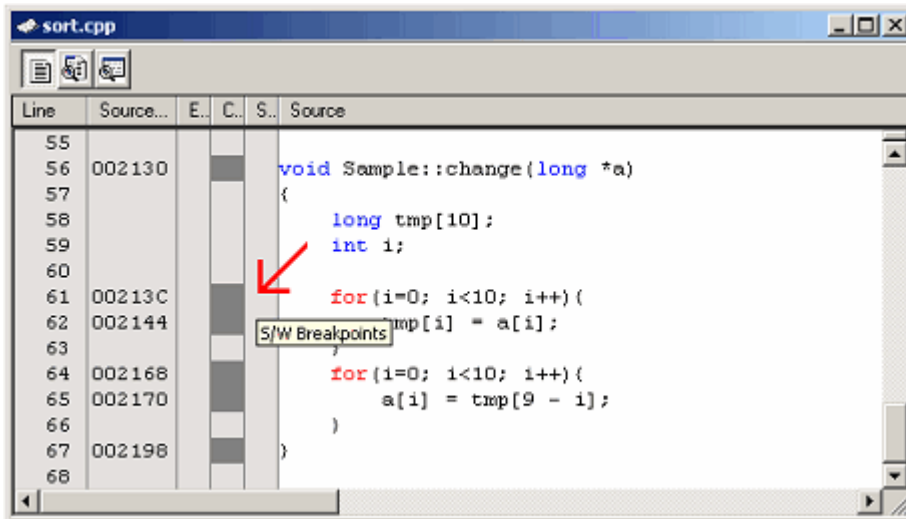 sort.cpp
Line Source... E.. C.. S.. Source
55
56 002130 void Sample::change(long *a)
57 {
58 long tmp[10];
59 int i;
60
61 00213C for(i=0; i<10; i++){
62 002144 tmp[i] = a[i];
S/W Breakpoints
63 }
64 002168 for(i=0; i<10; i++){
65 002170 a[i] = tmp[9 - i];
66 }
67 002198 }
68